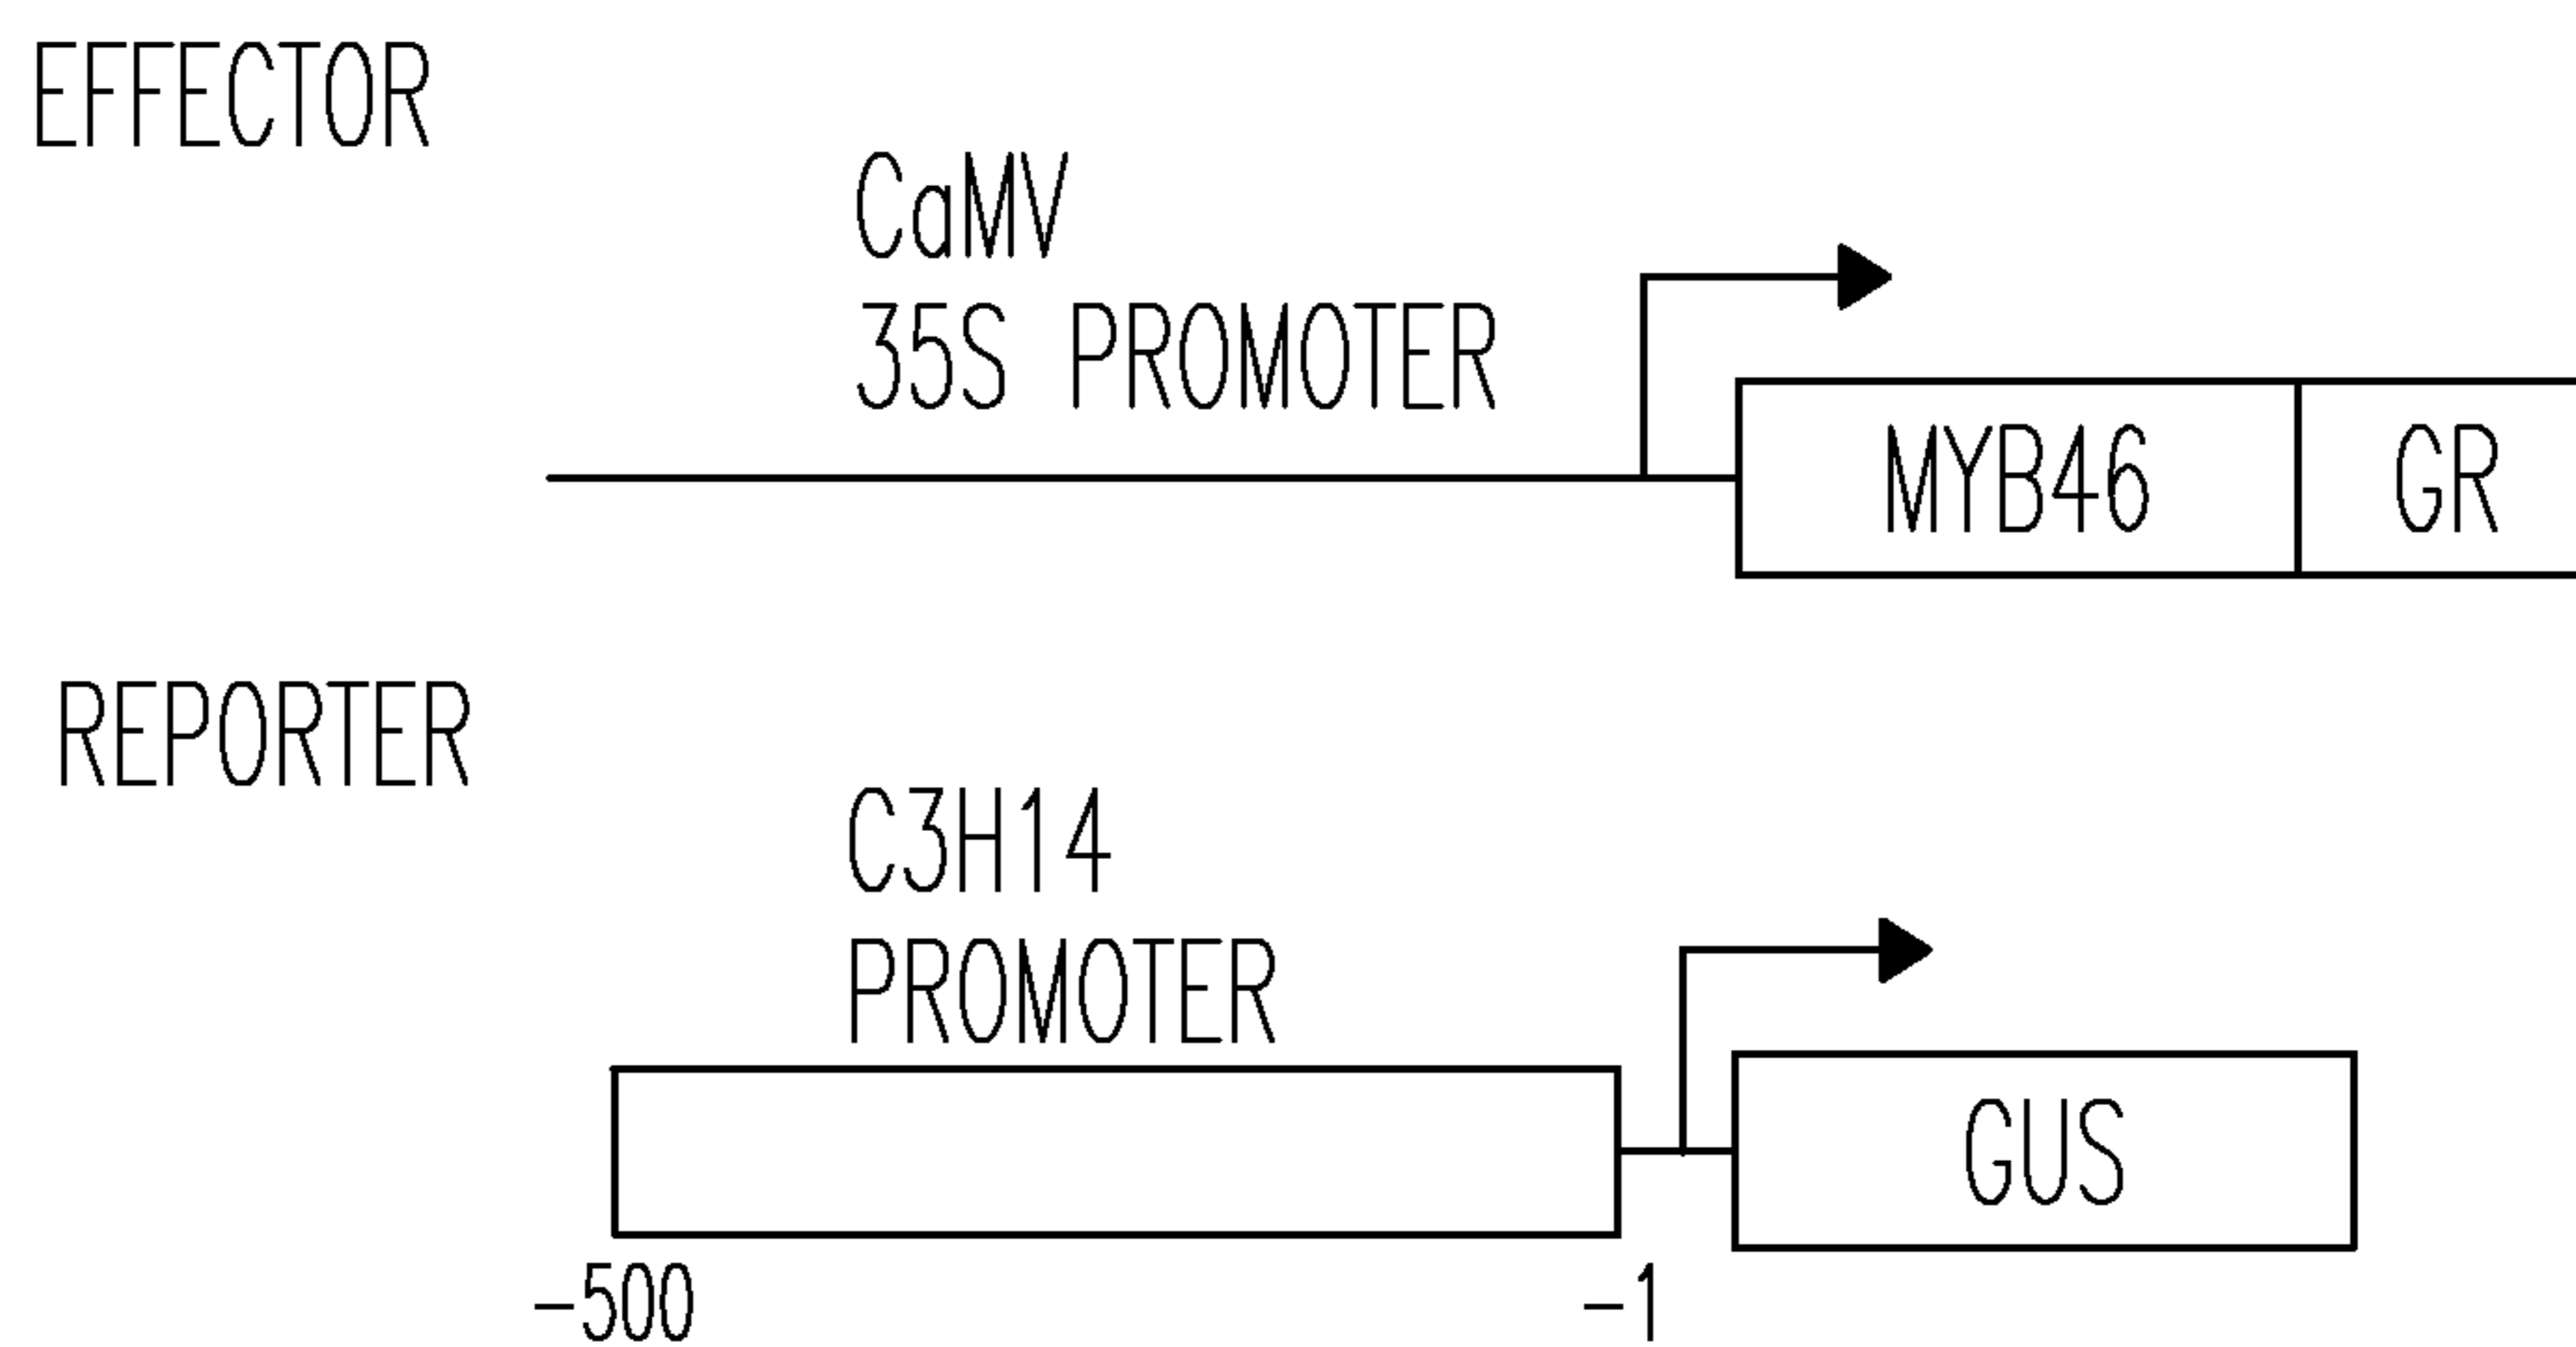 EFFECTOR
CaMV
35S PROMOTER
MYB46 GR
REPORTER
C3H14
PROMOTER
GUS
-500 -1